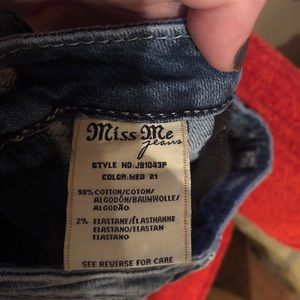 Miss Me
jeans
STYLE NO:JB1043P
COLOR:MED 21
98% COTTON/COTON/
ALGODÓN/BAUMWOLLE/
ALGODÃO
2% ELASTANE/ÉLASTHANNE
ELASTANO/ELASTAN
ELASTANO
SEE REVERSE FOR CARE